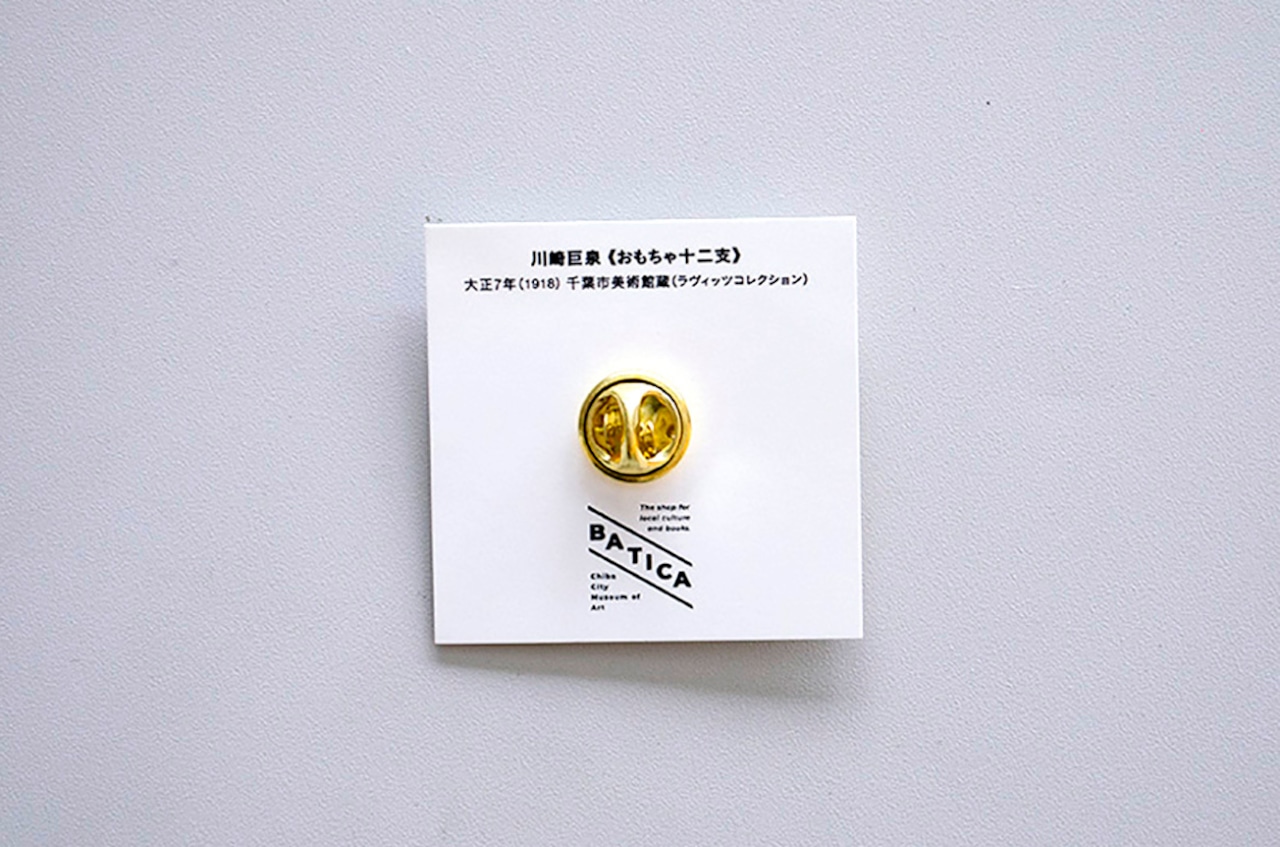 川崎巨泉《おもちゃ十二支》
大正7年(1918) 千葉市美術館蔵(ラヴィッツコレクション)
The shop for
local culture
and books.
BATICA
Chiba
City
Museum of
Art